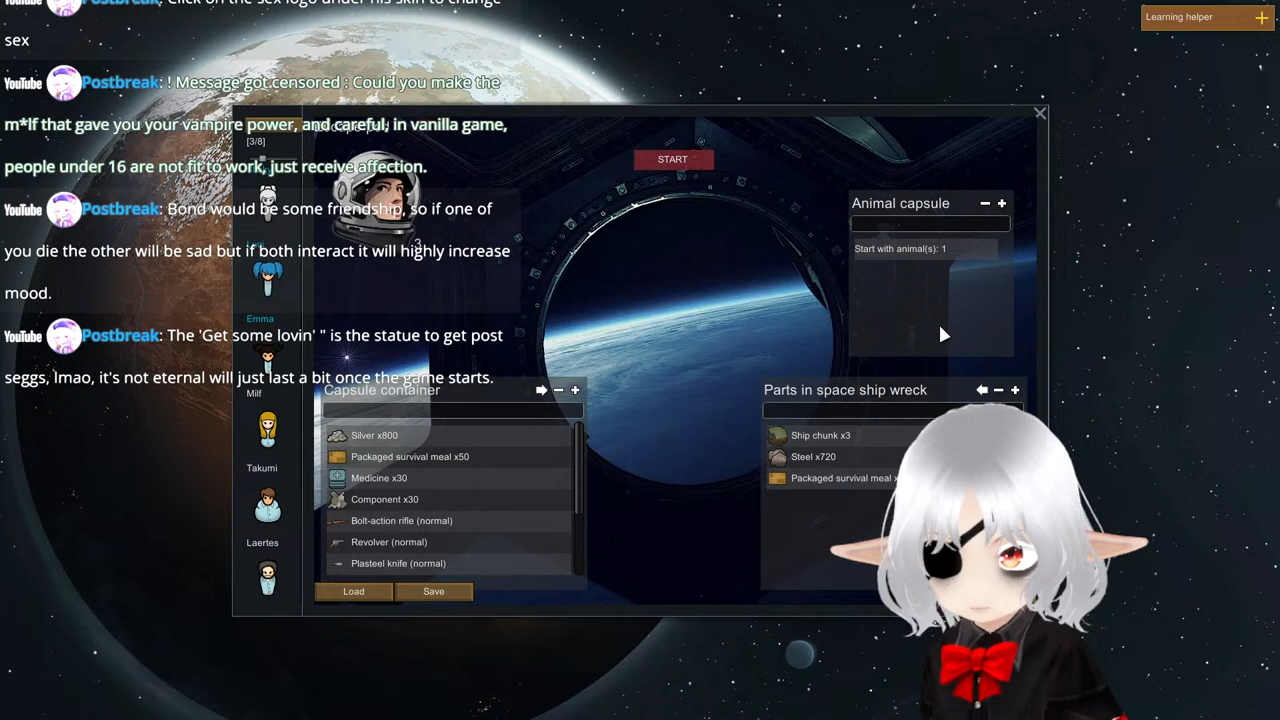 YouTube Postbreak: Click on the sex logo under his skin to change
sex
Learning helper
YouTube Postbreak: ! Message got censored : Could you make the
m*lf that gave you your vampire power, and careful, in vanilla game,
people under 16 are not fit to work, just receive affection.
[3/8]
START
YouTube Postbreak: Bond would be some friendship, so if one of
you die the other will be sad but if both interact it will highly increase
mood.
Animal capsule
Start with animal(s): 1
3
Emma
YouTube Postbreak: The 'Get some lovin' " is the statue to get post
seggs, lmao, it's not eternal will just last a bit once the game starts.
Milf
Takumi
Laertes
Capsule container
Silver x800
Packaged survival meal x50
Medicine x30
Component x30
Bolt-action rifle (normal)
Revolver (normal)
Plasteel knife (normal)
Load
Save
Parts in space ship wreck
Ship chunk x3
Steel x720
Packaged survival meal